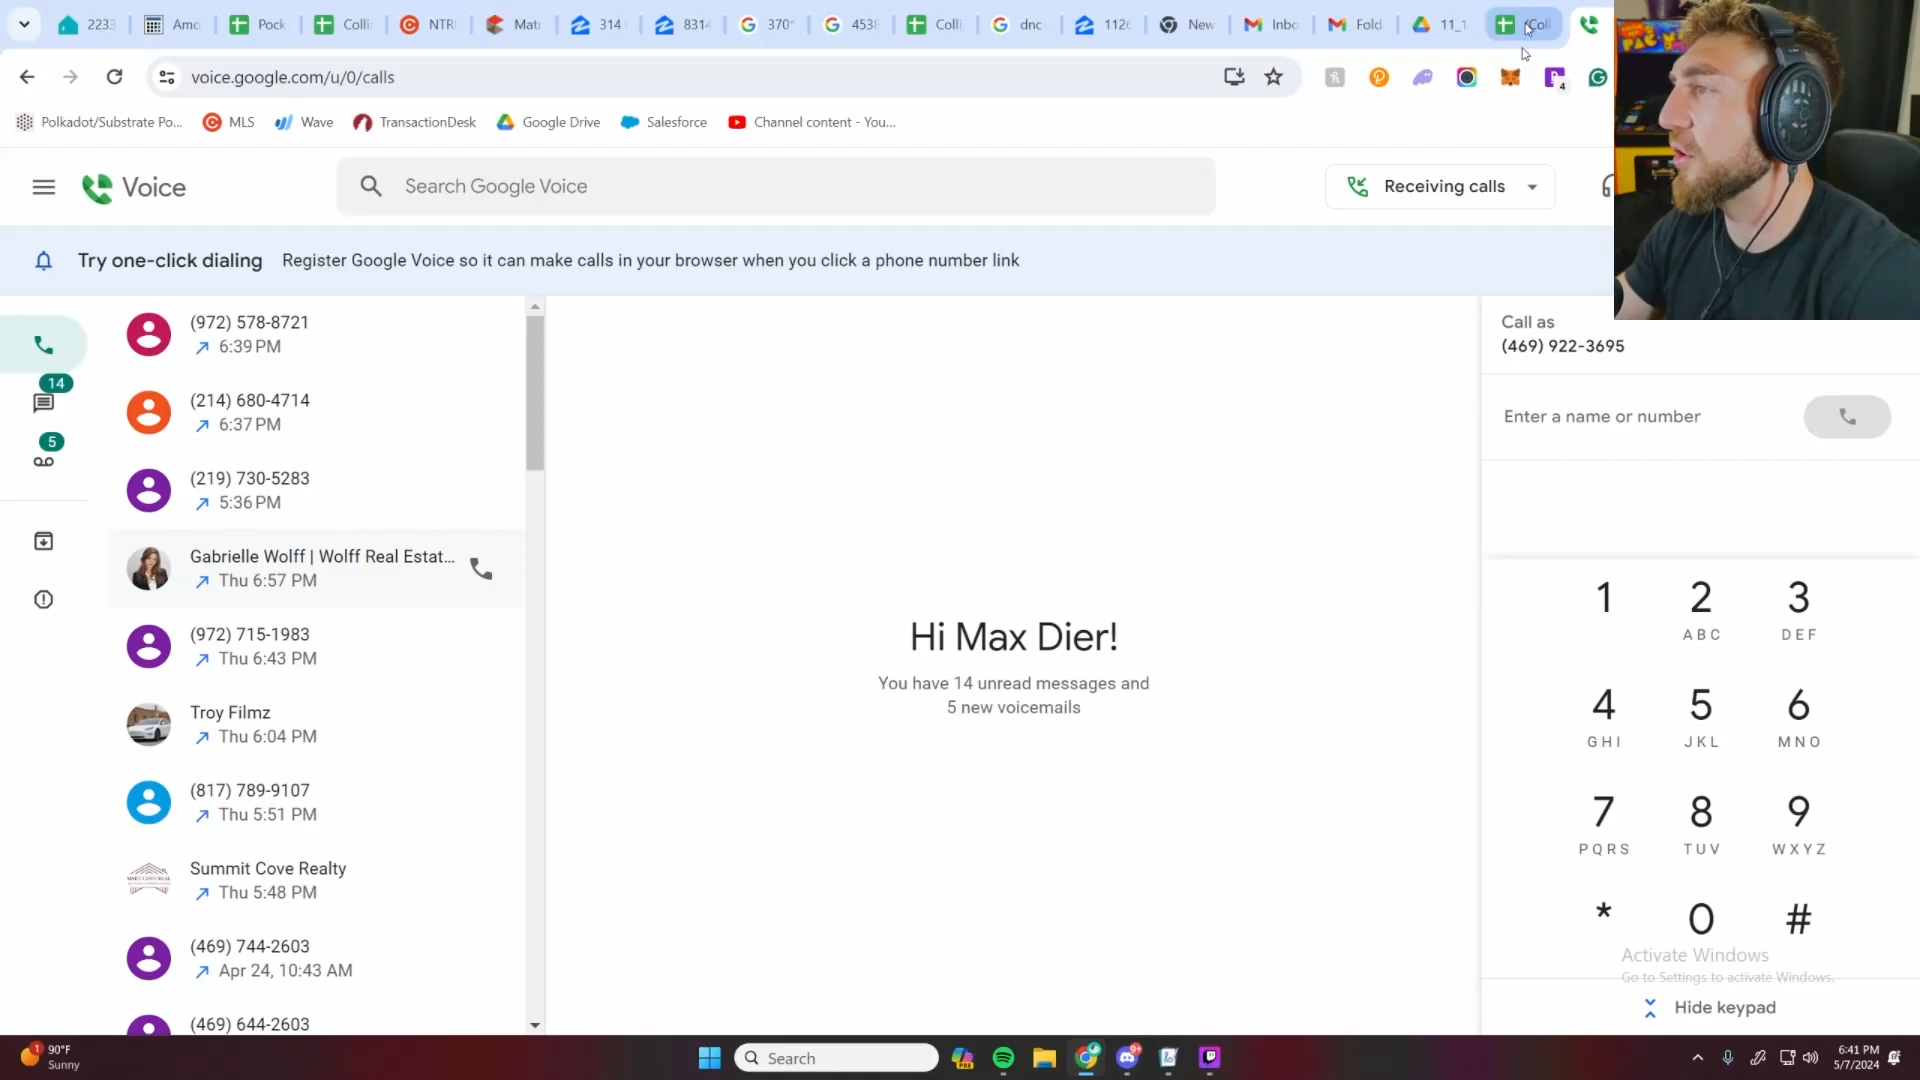 2233
Amo
Pock
Colli
NTR
Mat
314
8314
370
453
Colli
dnc
1126
New
Inbo
Fold
11_1
(Coll
voice.google.com/u/0/calls
4
Polkadot/Substrate Po...
MLS
Wave
TransactionDesk
Google Drive
Salesforce
Channel content - You...
Voice
Search Google Voice
Receiving calls
Try one-click dialing Register Google Voice so it can make calls in your browser when you click a phone number link
14
5
(972) 578-8721
6:39 PM
(214) 680-4714
6:37 PM
(219) 730-5283
5:36 PM
Gabrielle Wolff | Wolff Real Estat...
Thu 6:57 PM
(972) 715-1983
Thu 6:43 PM
Troy Filmz
Thu 6:04 PM
(817) 789-9107
Thu 5:51 PM
Summit Cove Realty
Thu 5:48 PM
(469) 744-2603
Apr 24, 10:43 AM
(469) 644-2603
Hi Max Dier!
You have 14 unread messages and
5 new voicemails
Call as
(469) 922-3695
Enter a name or number
1 2 3
ABC DEF
4 5 6
GHI JKL MNO
7 8 9
PQRS TUV WXYZ
* 0 #
Activate Windows
Go to Settings to activate Windows.
Hide keypad
1
90°F
Sunny
Search
PRE
9+
6:41 PM
5/7/2024